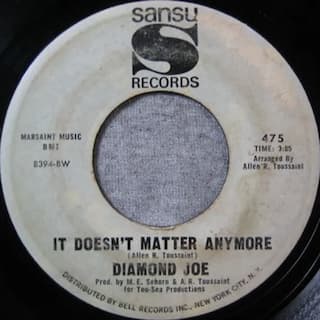 sansu
S
RECORDS
MARSAINT MUSIC
BMI
8394-BW
475
TIME: 3:05
Arranged By
Allen R. Toussaint
IT DOESN'T MATTER ANYMORE
(Allen R. Toussaint)
DIAMOND JOE
Prod. by M. E. Sehorn & A. R. Toussaint
for Tou-Sea Productions
DISTRIBUTED BY BELL RECORDS INC., NEW YORK CITY, N.Y.